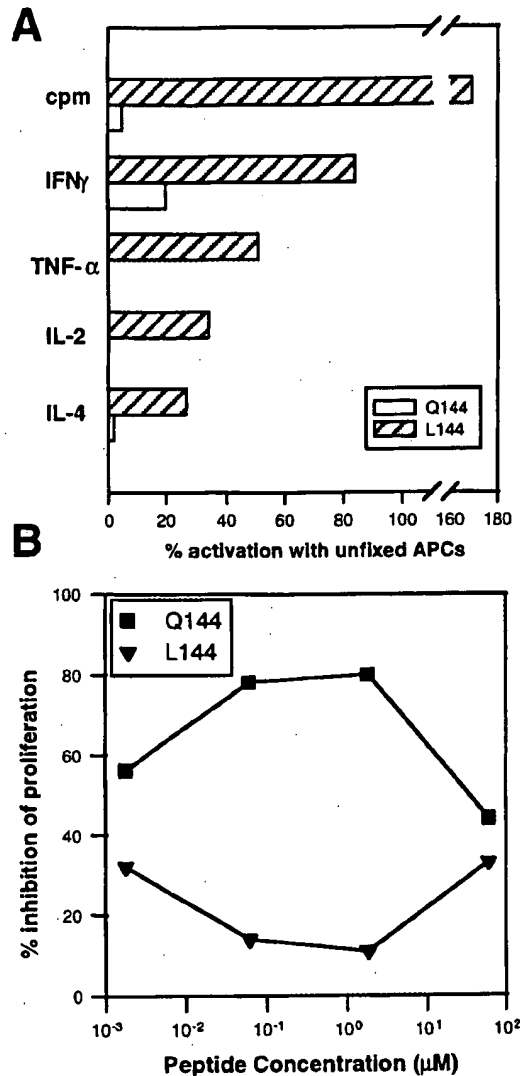 A
cpm
IFNγ
TNF-α
IL-2
IL-4
Q144
L144
0 20 40 60 80 100 160 180
% activation with unfixed APCs
B
Q144
L144
100
80
60
40
20
0
% inhibition of proliferation
10⁻³ 10⁻² 10⁻¹ 10⁰ 10¹ 10²
Peptide Concentration (μM)